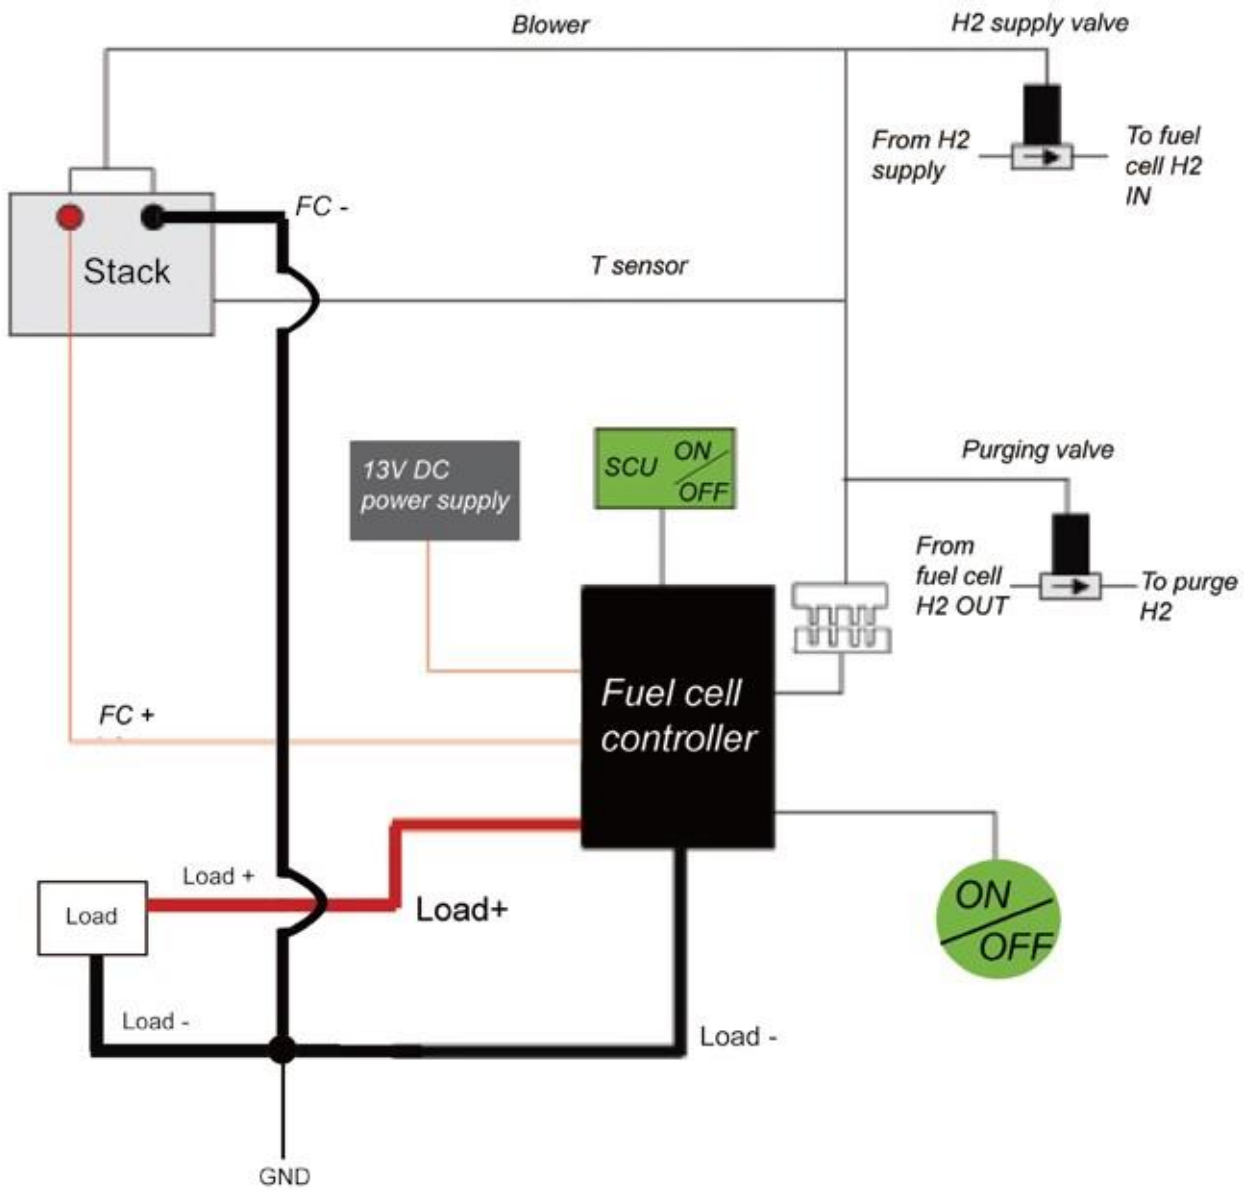 Blower
H2 supply valve
From H2
supply
To fuel
cell H2
IN
FC -
Stack
T sensor
13V DC
power supply
SCU
ON
OFF
Purging valve
From
fuel cell
H2 OUT
To purge
H2
Fuel cell
controller
FC +
Load +
Load+
Load
ON
OFF
Load -
Load -
GND